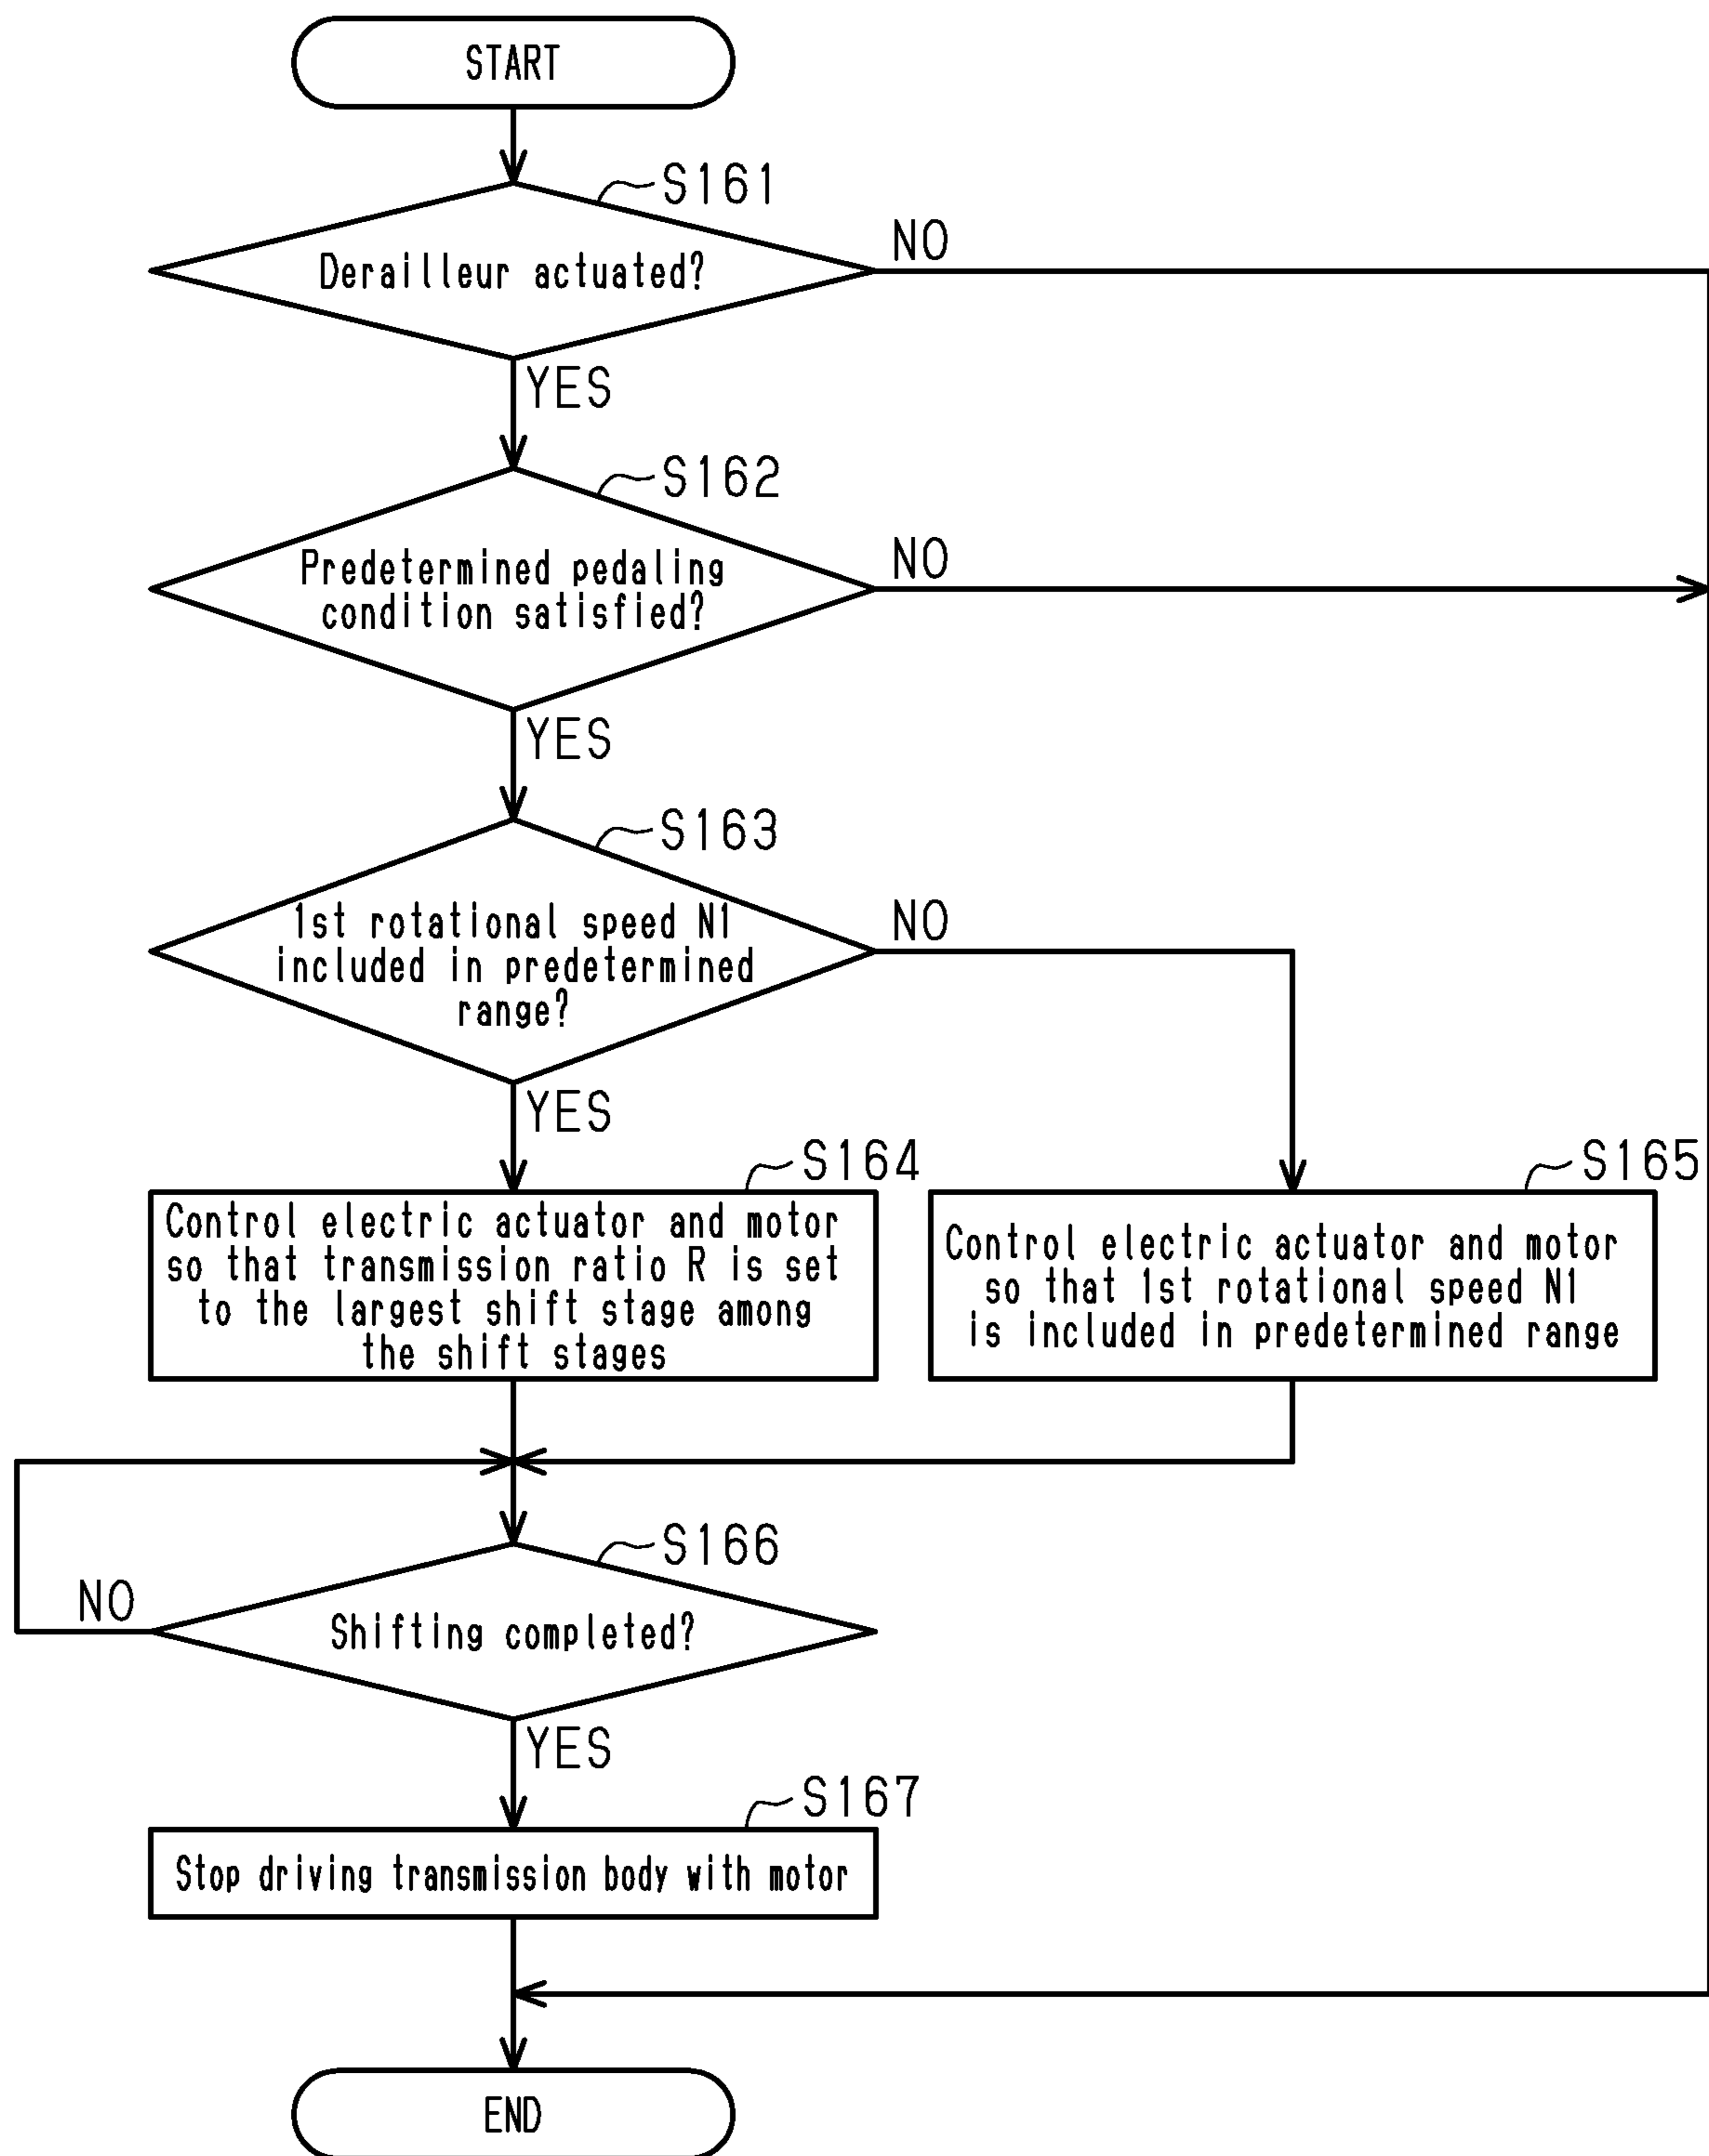 START
S161
Derailleur actuated?
NO
YES
S162
Predetermined pedaling
condition satisfied?
NO
YES
S163
1st rotational speed N1
included in predetermined
range?
NO
YES
S164
Control electric actuator and motor
so that transmission ratio R is set
to the largest shift stage among
the shift stages
S165
Control electric actuator and motor
so that 1st rotational speed N1
is included in predetermined range
S166
Shifting completed?
NO
YES
S167
Stop driving transmission body with motor
END